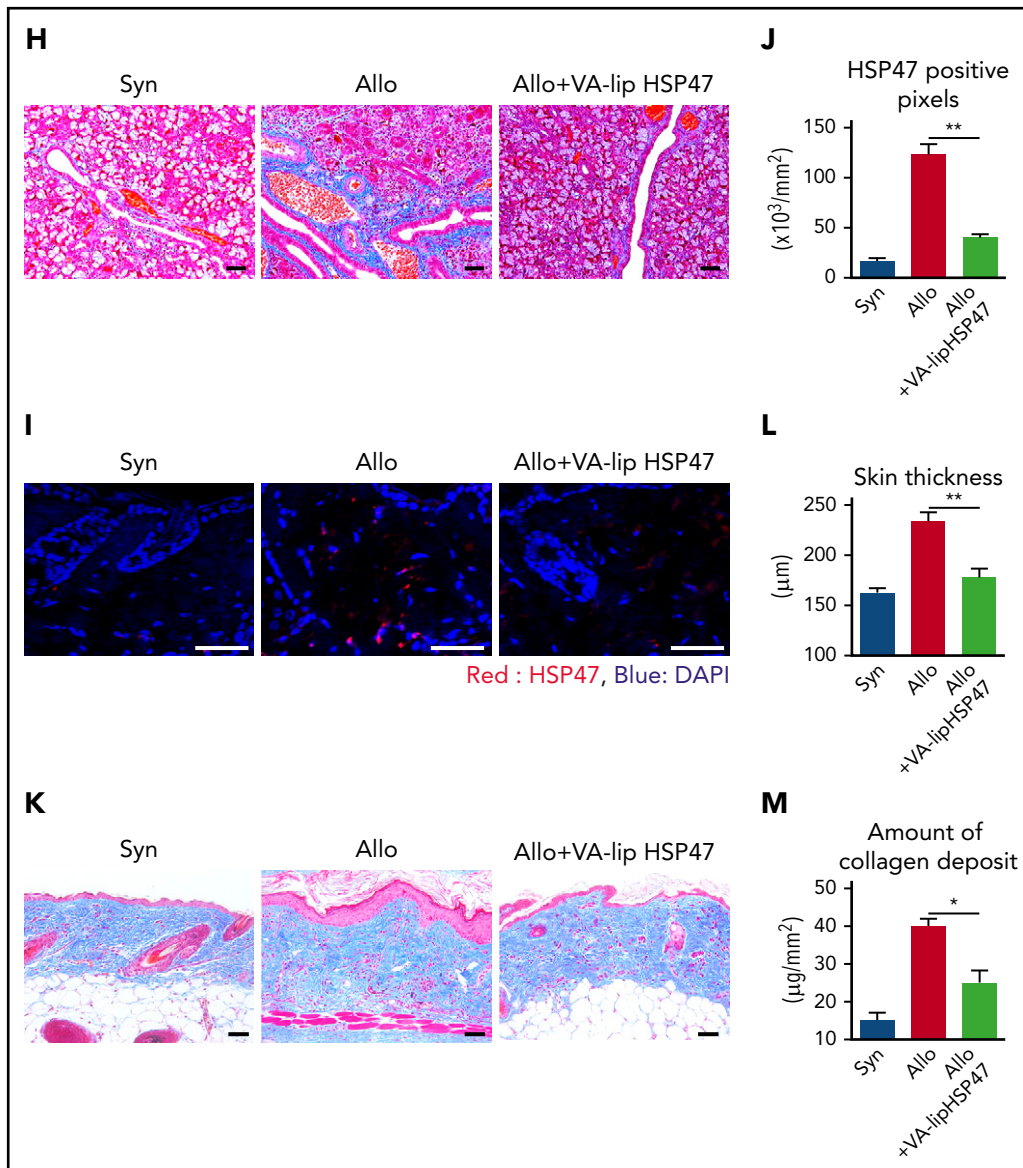 H
Syn
Allo
Allo+VA-lip HSP47
J
HSP47 positive
pixels
(x 10³/mm²)
150
100
50
0
Syn
Allo
Allo
+VA-lipHSP47
**
I
Syn
Allo
Allo+VA-lip HSP47
Red : HSP47, Blue: DAPI
L
Skin thickness
(μm)
250
200
150
100
Syn
Allo
Allo
+VA-lipHSP47
**
K
Syn
Allo
Allo+VA-lip HSP47
M
Amount of
collagen deposit
(μg/mm²)
50
40
30
20
10
Syn
Allo
Allo
+VA-lipHSP47
*